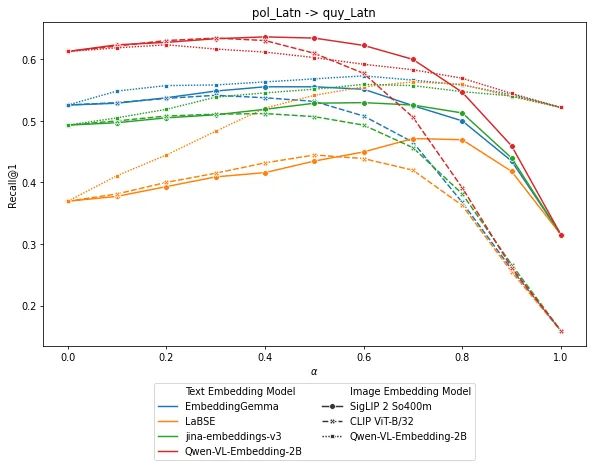 pol_Latn -> quy_Latn
Recall@1
0.6
0.5
0.4
0.3
0.2
0.0
0.2
0.4
0.6
0.8
1.0
α
Text Embedding Model
EmbeddingGemma
LaBSE
jina-embeddings-v3
Qwen-VL-Embedding-2B
Image Embedding Model
SigLIP 2 So400m
CLIP ViT-B/32
Qwen-VL-Embedding-2B